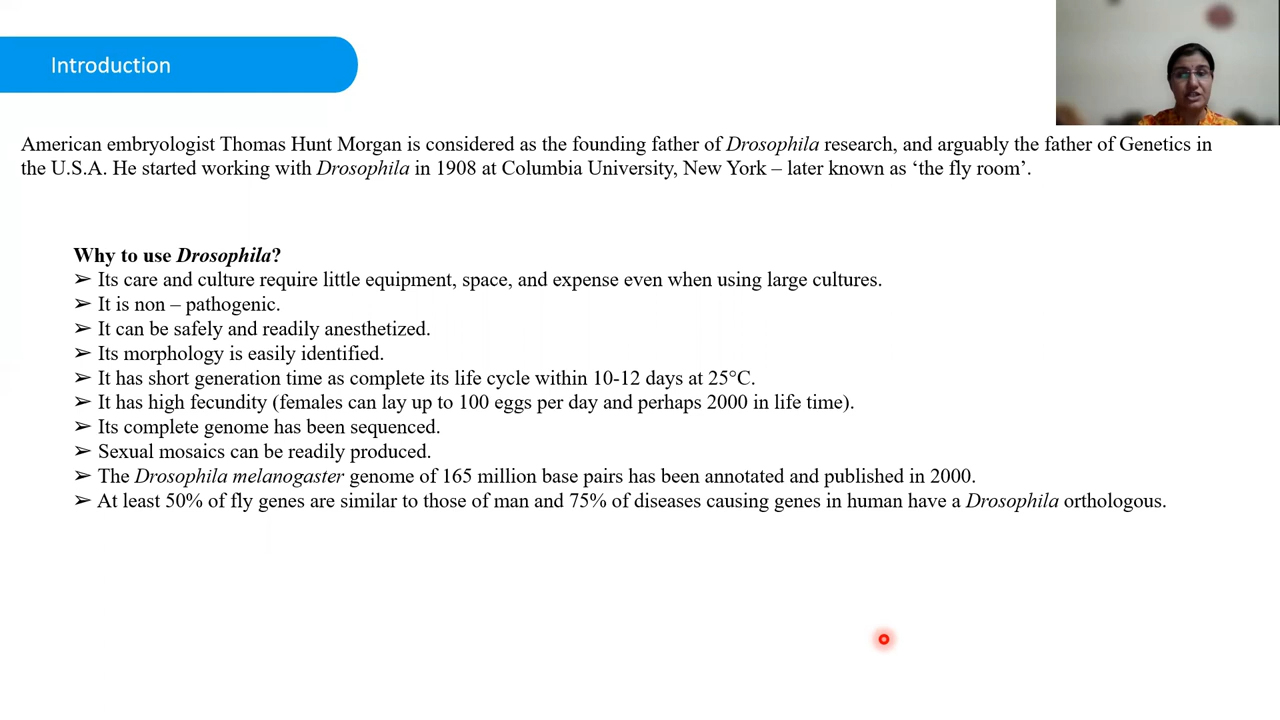 Introduction
American embryologist Thomas Hunt Morgan is considered as the founding father of Drosophila research, and arguably the father of Genetics in
the U.S.A. He started working with Drosophila in 1908 at Columbia University, New York – later known as ‘the fly room’.
Why to use Drosophila?
➢ Its care and culture require little equipment, space, and expense even when using large cultures.
➢ It is non – pathogenic.
➢ It can be safely and readily anesthetized.
➢ Its morphology is easily identified.
➢ It has short generation time as complete its life cycle within 10-12 days at 25°C.
➢ It has high fecundity (females can lay up to 100 eggs per day and perhaps 2000 in life time).
➢ Its complete genome has been sequenced.
➢ Sexual mosaics can be readily produced.
➢ The Drosophila melanogaster genome of 165 million base pairs has been annotated and published in 2000.
➢ At least 50% of fly genes are similar to those of man and 75% of diseases causing genes in human have a Drosophila orthologous.